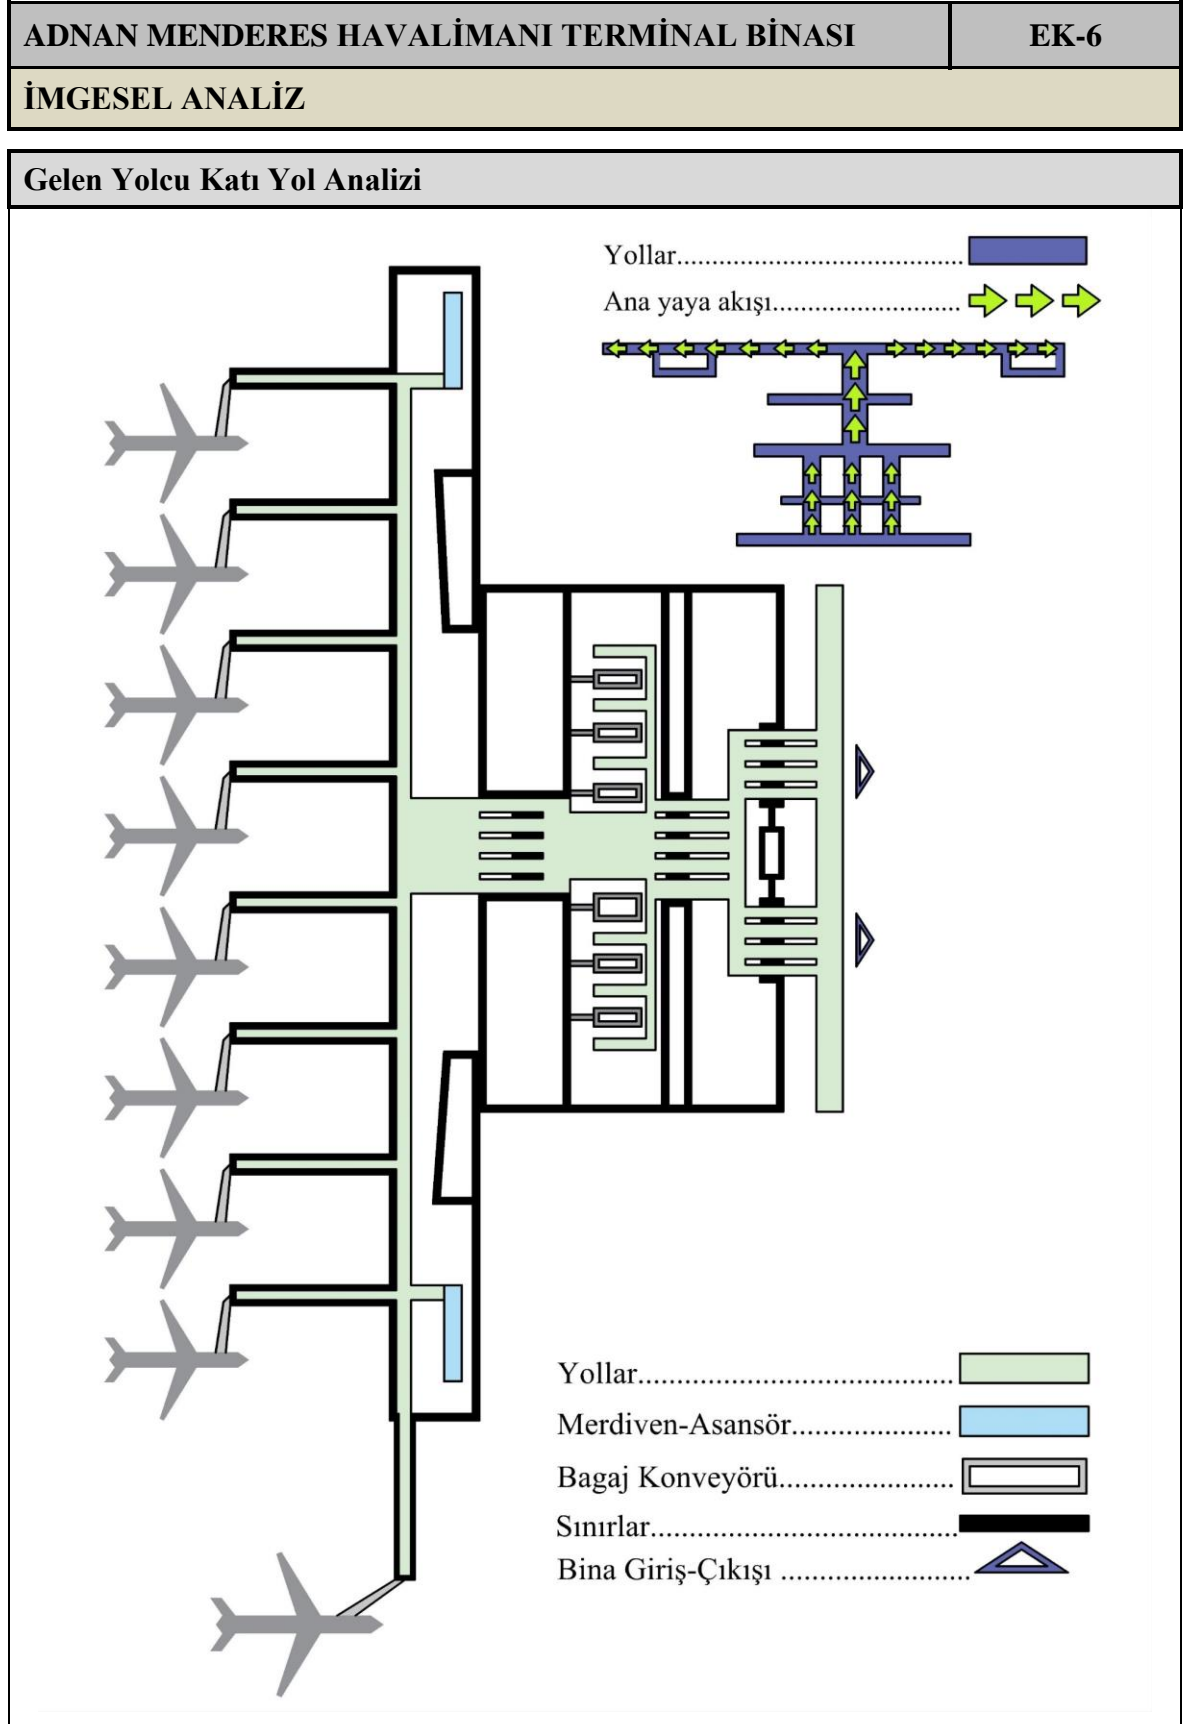 ADNAN MENDERES HAVALİMANI TERMİNAL BİNASI EK-6
İMGESEL ANALİZ
Gelen Yolcu Katı Yol Analizi
Yollar........................................
Ana yaya akışı..........................
Yollar........................................
Merdiven-Asansör.....................
Bagaj Konveyörü.......................
Sınırlar........................................
Bina Giriş-Çıkışı ........................